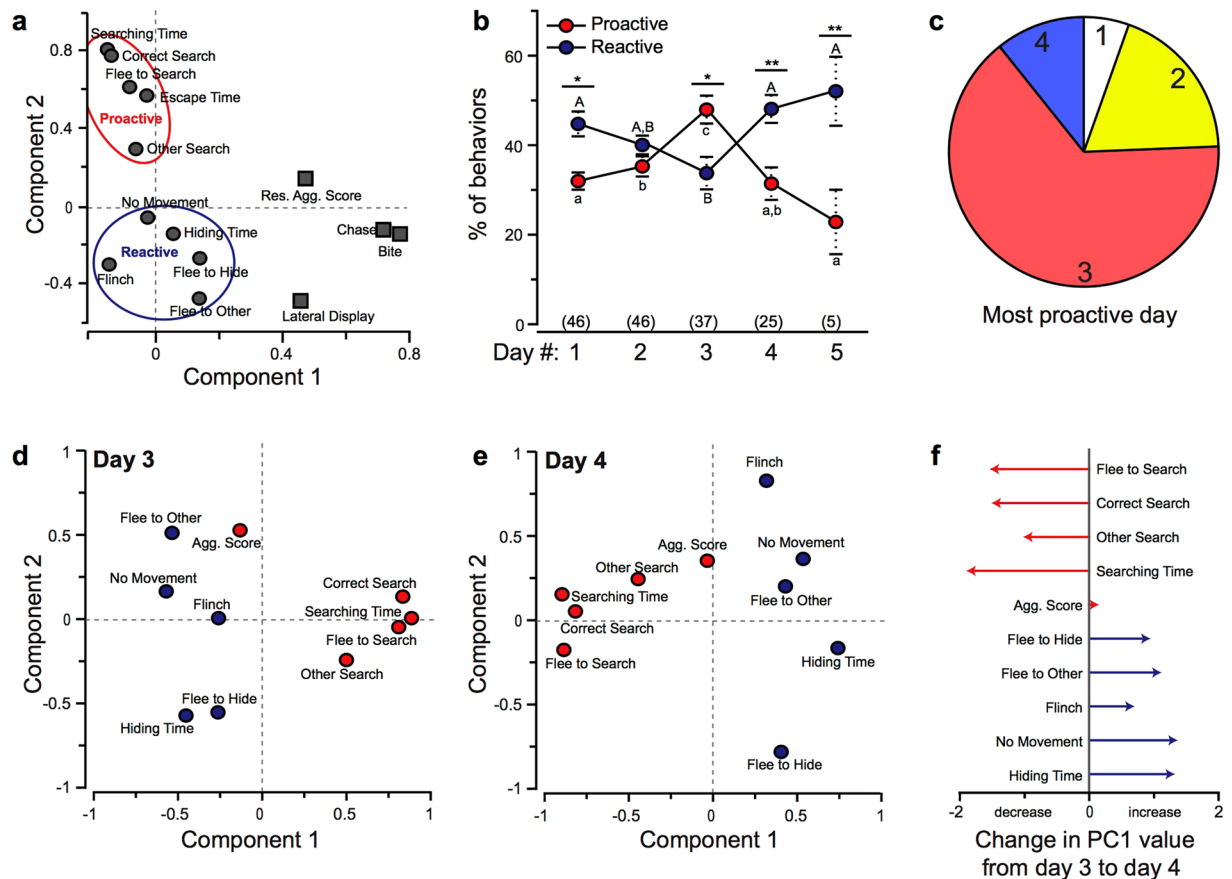 a
Searching Time
Correct Search
Flee to Search
Escape Time
Proactive
Other Search
No Movement
Res. Agg. Score
Hiding Time
Chase
Bite
Reactive
Flinch
Flee to Hide
Flee to Other
Lateral Display
0.8
0.4
0
-0.4
Component 2
0 0.4 0.8
Component 1
b
Proactive
Reactive
% of behaviors
60
40
20
0
* * ** **
A A,B c A A
a b B a,b a
(46) (46) (37) (25) (5)
Day #: 1 2 3 4 5
c
1
2
3
4
Most proactive day
d Day 3
Component 2
1
0.5
0
-0.5
-1
Flee to Other
Agg. Score
No Movement
Correct Search
Flinch
Searching Time
Flee to Search
Other Search
Flee to Hide
Hiding Time
-1 -0.5 0 0.5 1
Component 1
e Day 4
Component 2
1
0.5
0
-0.5
-1
Flinch
Agg. Score
No Movement
Other Search
Searching Time
Flee to Other
Correct Search
Flee to Search
Hiding Time
Flee to Hide
-1 -0.5 0 0.5 1
Component 1
f
Flee to Search
Correct Search
Other Search
Searching Time
Agg. Score
Flee to Hide
Flee to Other
Flinch
No Movement
Hiding Time
-2 0 2
decrease increase
Change in PC1 value
from day 3 to day 4